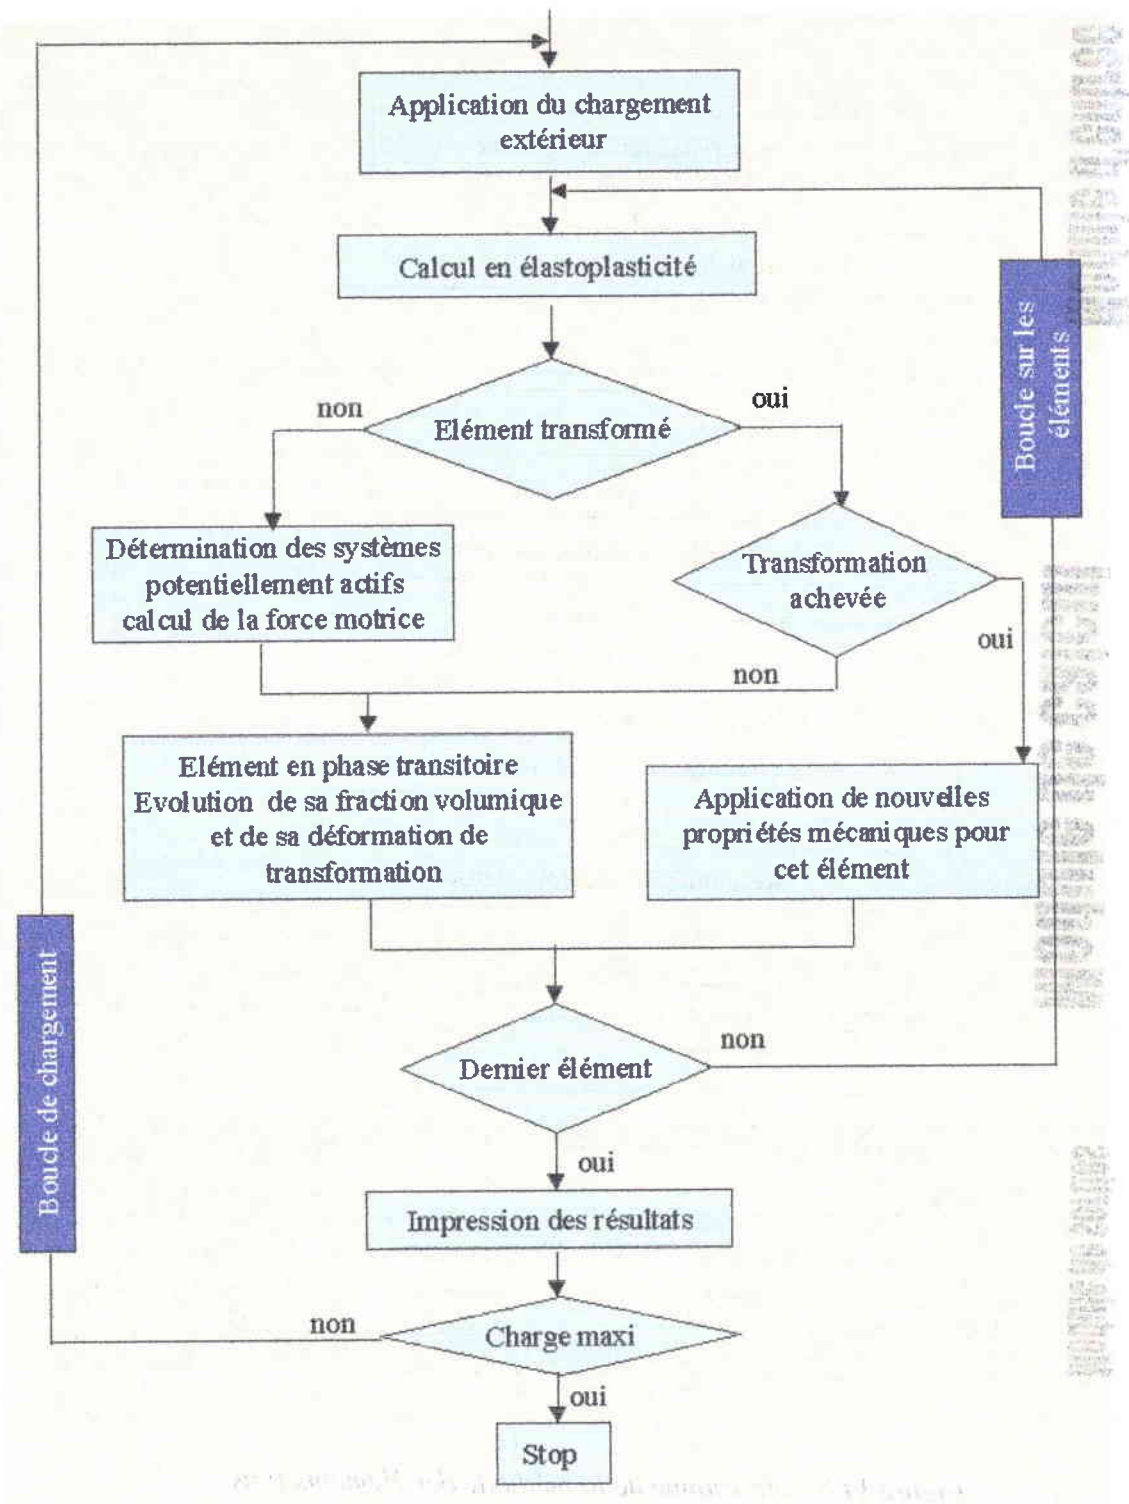 Application du chargement
extérieur
Calcul en élastoplasticité
Boucle sur les
éléments
non
oui
Elément transformé
Détermination des systèmes
potentiellement actifs
calcul de la force motrice
Transformation
achevée
oui
non
Elément en phase transitoire
Evolution de sa fraction volumique
et de sa déformation de
transformation
Application de nouvelles
propriétés mécaniques pour
cet élément
Boucle de chargement
Dernier élément
non
oui
Impression des résultats
non
Charge maxi
oui
Stop